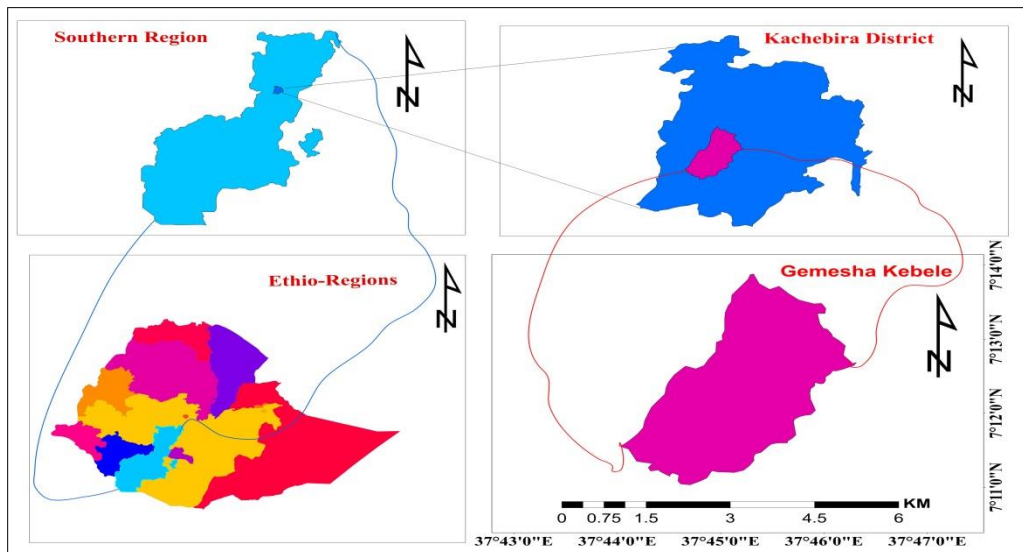 Southern Region
N
Kachebira District
N
Ethio-Regions
N
Gemesha Kebele
N
7°14'0"N
7°13'0"N
7°12'0"N
7°11'0"N
KM
0 0.75 1.5 3 4.5 6
37°43'0"E 37°44'0"E 37°45'0"E 37°46'0"E 37°47'0"E